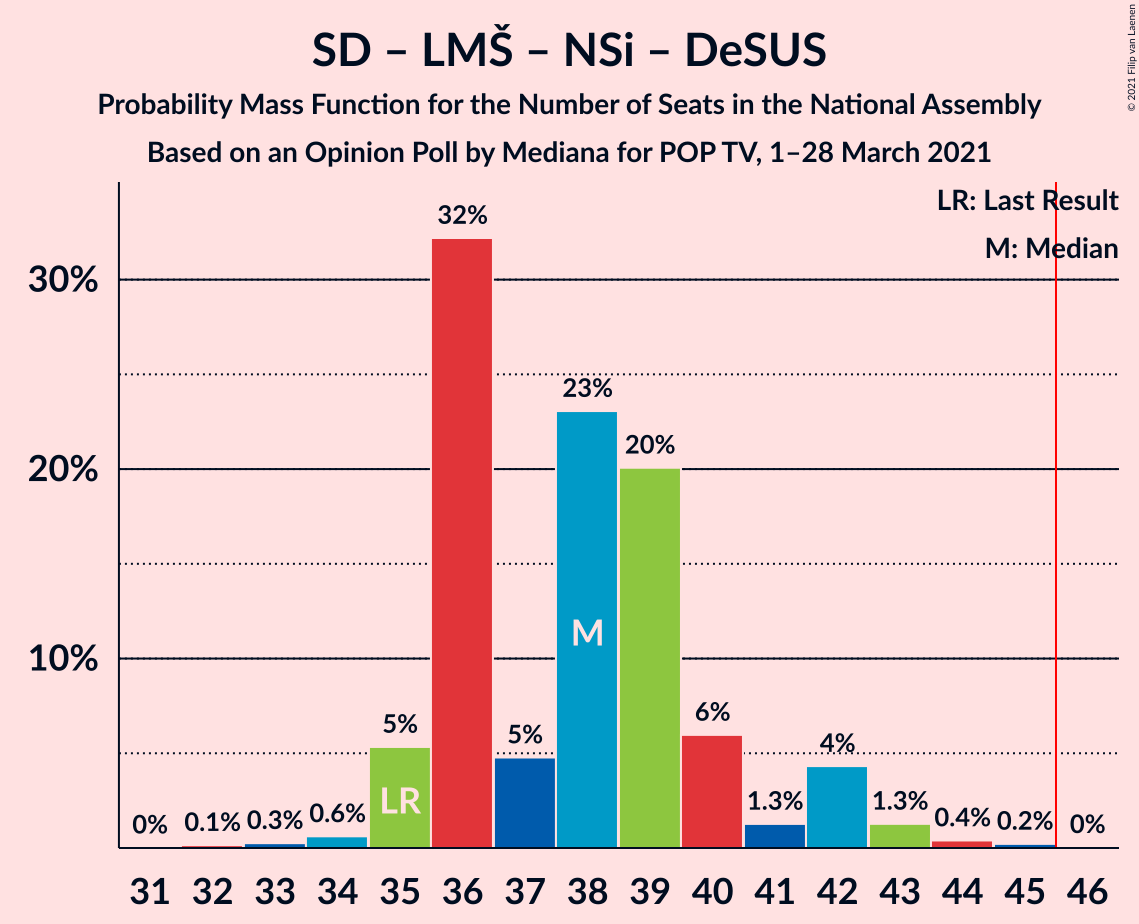 SD – LMŠ – NSi – DeSUS
Probability Mass Function for the Number of Seats in the National Assembly
Based on an Opinion Poll by Mediana for POP TV, 1–28 March 2021
© 2021 Filip van Laenen
LR: Last Result
M: Median
30%
20%
10%
0%
0.1%
0.3%
0.6%
5%
32%
5%
23%
20%
6%
1.3%
4%
1.3%
0.4%
0.2%
0%
LR
M
31 32 33 34 35 36 37 38 39 40 41 42 43 44 45 46